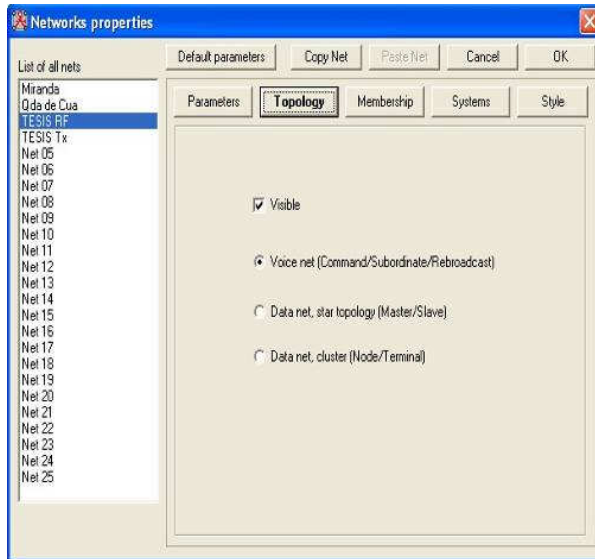 Networks properties
List of all nets
Default parameters
Copy Net
Paste Net
Cancel
OK
Miranda
Qda de Cua
TESIS RF
TESIS Tx
Net 05
Net 06
Net 07
Net 08
Net 09
Net 10
Net 11
Net 12
Net 13
Net 14
Net 15
Net 16
Net 17
Net 18
Net 19
Net 20
Net 21
Net 22
Net 23
Net 24
Net 25
Parameters
Topology
Membership
Systems
Style
Visible
Voice net (Command/Subordinate/Rebroadcast)
Data net, star topology (Master/Slave)
Data net, cluster (Node/Terminal)